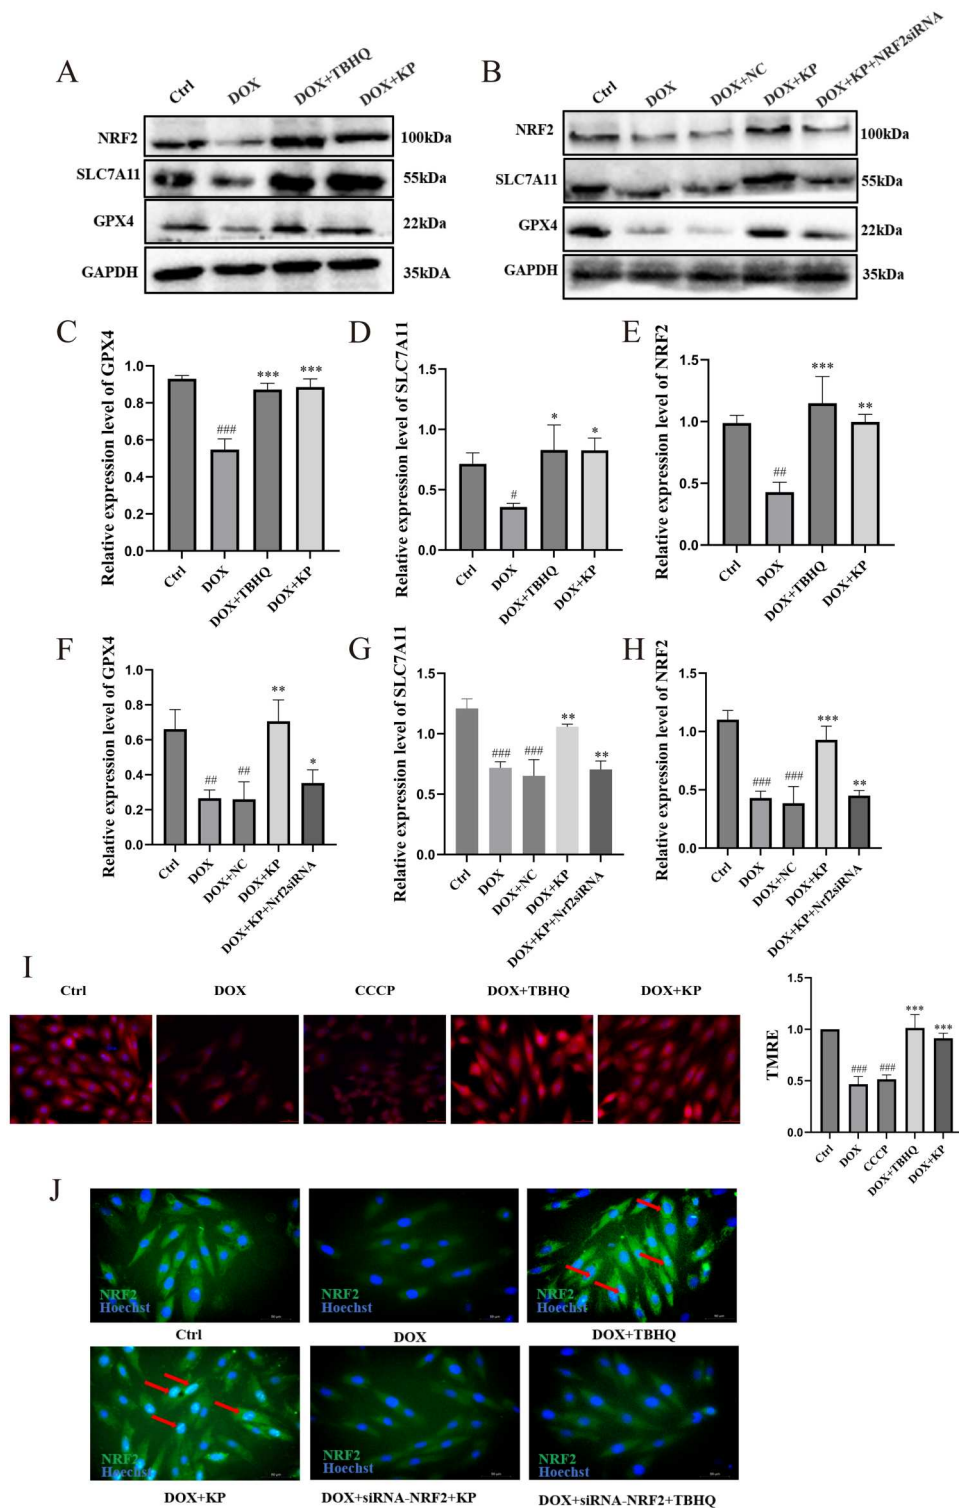 A
Ctrl
DOX
DOX+TBHQ
DOX+KP
NRF2
100kDa
SLC7A11
55kDa
GPX4
22kDa
GAPDH
35kDA
B
Ctrl
DOX
DOX+NC
DOX+KP
DOX+KP+NRF2siRNA
NRF2
100kDa
SLC7A11
55kDa
GPX4
22kDa
GAPDH
35kDa
C
Relative expression level of GPX4
1.0
0.8
0.6
0.4
0.2
0.0
###
***
***
Ctrl
DOX
DOX+TBHQ
DOX+KP
D
Relative expression level of SLC7A11
1.5
1.0
0.5
0.0
#
*
*
Ctrl
DOX
DOX+TBHQ
DOX+KP
E
Relative expression level of NRF2
1.5
1.0
0.5
0.0
##
***
**
Ctrl
DOX
DOX+TBHQ
DOX+KP
F
Relative expression level of GPX4
1.0
0.8
0.6
0.4
0.2
0.0
##
##
**
*
Ctrl
DOX
DOX+NC
DOX+KP
DOX+KP+Nrf2siRNA
G
Relative expression level of SLC7A11
1.5
1.0
0.5
0.0
###
###
**
**
Ctrl
DOX
DOX+NC
DOX+KP
DOX+KP+Nrf2siRNA
H
Relative expression level of NRF2
1.5
1.0
0.5
0.0
###
###
***
**
Ctrl
DOX
DOX+NC
DOX+KP
DOX+KP+Nrf2siRNA
I
Ctrl
DOX
CCCP
DOX+TBHQ
DOX+KP
TMRE
1.5
1.0
0.5
0.0
###
###
***
***
Ctrl
DOX
CCCP
DOX+TBHQ
DOX+KP
J
NRF2
Hoechst
Ctrl
NRF2
Hoechst
DOX
NRF2
Hoechst
DOX+TBHQ
NRF2
Hoechst
DOX+KP
NRF2
Hoechst
DOX+siRNA-NRF2+KP
NRF2
Hoechst
DOX+siRNA-NRF2+TBHQ